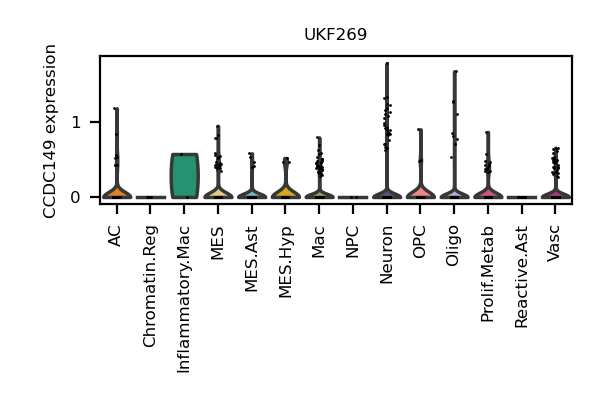 UKF269
CCDC149 expression
1
0
AC
Chromatin.Reg
Inflammatory.Mac
MES
MES.Ast
MES.Hyp
Mac
NPC
Neuron
OPC
Oligo
Prolif.Metab
Reactive.Ast
Vasc